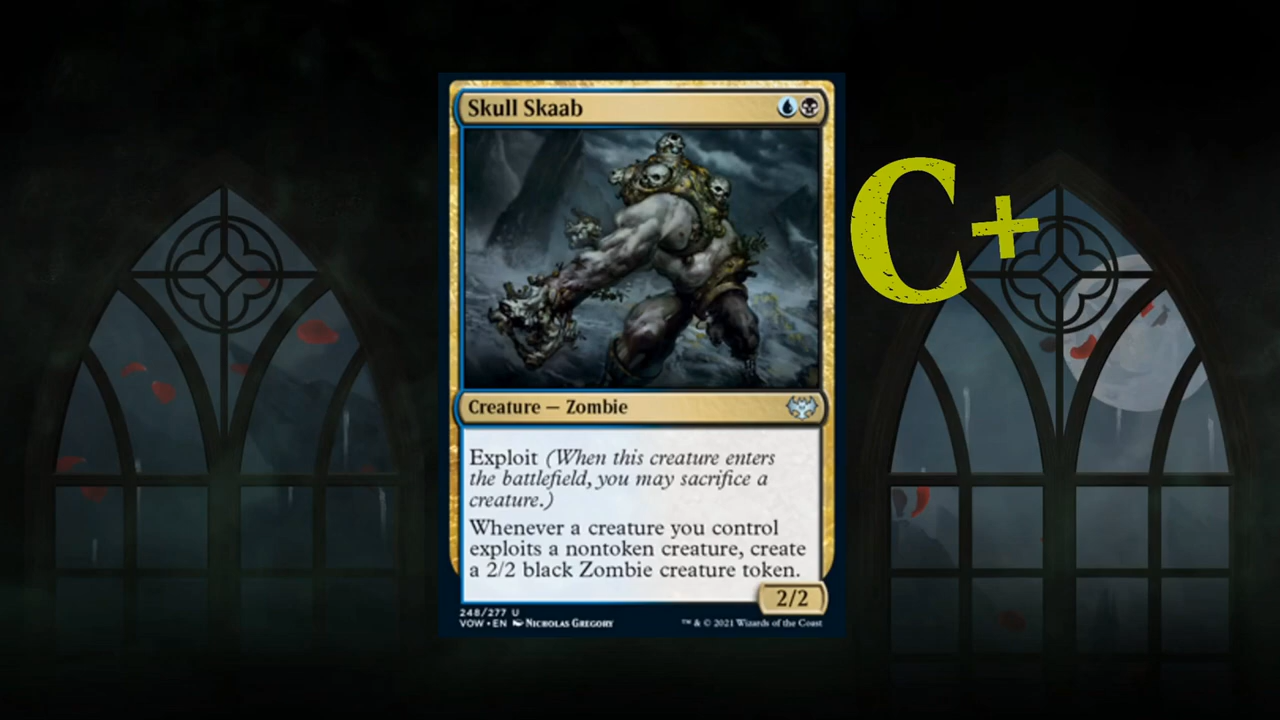 Skull Skaab
C+
Creature — Zombie
Exploit (When this creature enters
the battlefield, you may sacrifice a
creature.)
Whenever a creature you control
exploits a nontoken creature, create
a 2/2 black Zombie creature token.
2/2
248/277 U
VOW • EN Nicholas Gregory
™ & © 2021 Wizards of the Coast